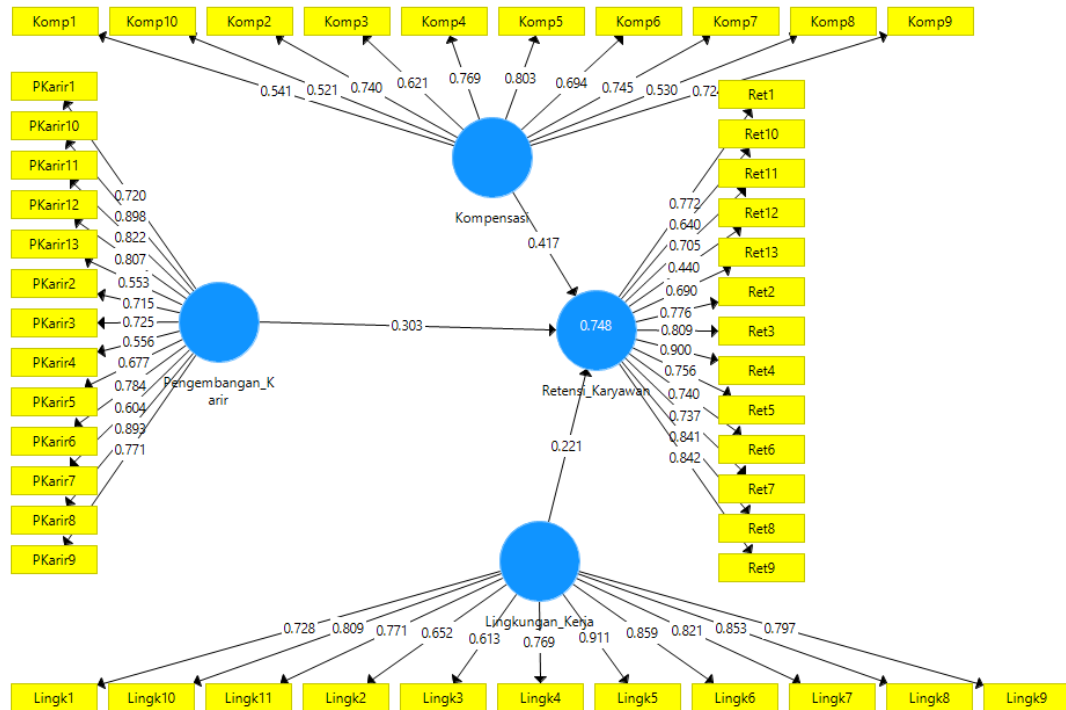 Komp1 Komp10 Komp2 Komp3 Komp4 Komp5 Komp6 Komp7 Komp8 Komp9
0.541 0.521 0.740 0.621 0.769 0.803 0.694 0.745 0.530
Kompensasi
0.417
PKarir1
PKarir10
PKarir11
PKarir12
PKarir13
PKarir2
PKarir3
PKarir4
PKarir5
PKarir6
PKarir7
PKarir8
PKarir9
0.720
0.898
0.822
0.807
0.553
0.715
0.725
0.556
0.677
0.784
0.604
0.893
0.771
Pengembangan_K
arir
0.303
0.748
Retensi_Karyawan
0.772
0.640
0.705
0.440
0.690
0.776
0.809
0.900
0.756
0.740
0.737
0.841
0.842
Ret1
Ret10
Ret11
Ret12
Ret13
Ret2
Ret3
Ret4
Ret5
Ret6
Ret7
Ret8
Ret9
0.221
Lingkungan_Kerja
0.728 0.809 0.771 0.652 0.613 0.769 0.911 0.859 0.821 0.853 0.797
Lingk1 Lingk10 Lingk11 Lingk2 Lingk3 Lingk4 Lingk5 Lingk6 Lingk7 Lingk8 Lingk9